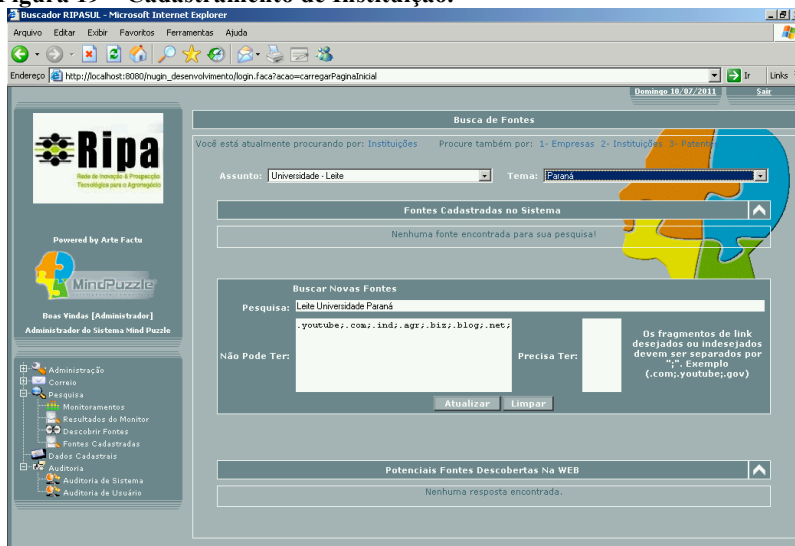 Figura 19 – Cadastramento de Instituição.
Buscador RIPASUL - Microsoft Internet Explorer
Arquivo Editar Exibir Favoritos Ferramentas Ajuda
Endereço http://localhost:8080/nugin_desenvolvimento/login.faca?acao=carregarPaginaInicial Ir Links
Domingo 10/07/2011 Sair
Ripa
Rede de Inovação & Prospecção
Tecnológica para o Agronegócio
Powered by Arte Factu
MindPuzzle
Boas Vindas [Administrador]
Administrador do Sistema Mind Puzzle
Administração
Correio
Pesquisa
Monitoramentos
Resultados do Monitor
Descobrir Fontes
Fontes Cadastradas
Dados Cadastrais
Auditoria
Auditoria de Sistema
Auditoria de Usuário
Busca de Fontes
Você está atualmente procurando por: Instituições Procure também por: 1- Empresas 2- Instituições 3- Patentes
Assunto: Universidade - Leite Tema: Paraná
Fontes Cadastradas no Sistema
Nenhuma fonte encontrada para sua pesquisa!
Buscar Novas Fontes
Pesquisa: Leite Universidade Paraná
Não Pode Ter: .youtube;.com;.ind;.agr;.biz;.blog;.net; Precisa Ter:
Os fragmentos de link
desejados ou indesejados
devem ser separados por
";". Exemplo
(.com;.youtube;.gov)
Atualizar Limpar
Potenciais Fontes Descobertas Na WEB
Nenhuma resposta encontrada.